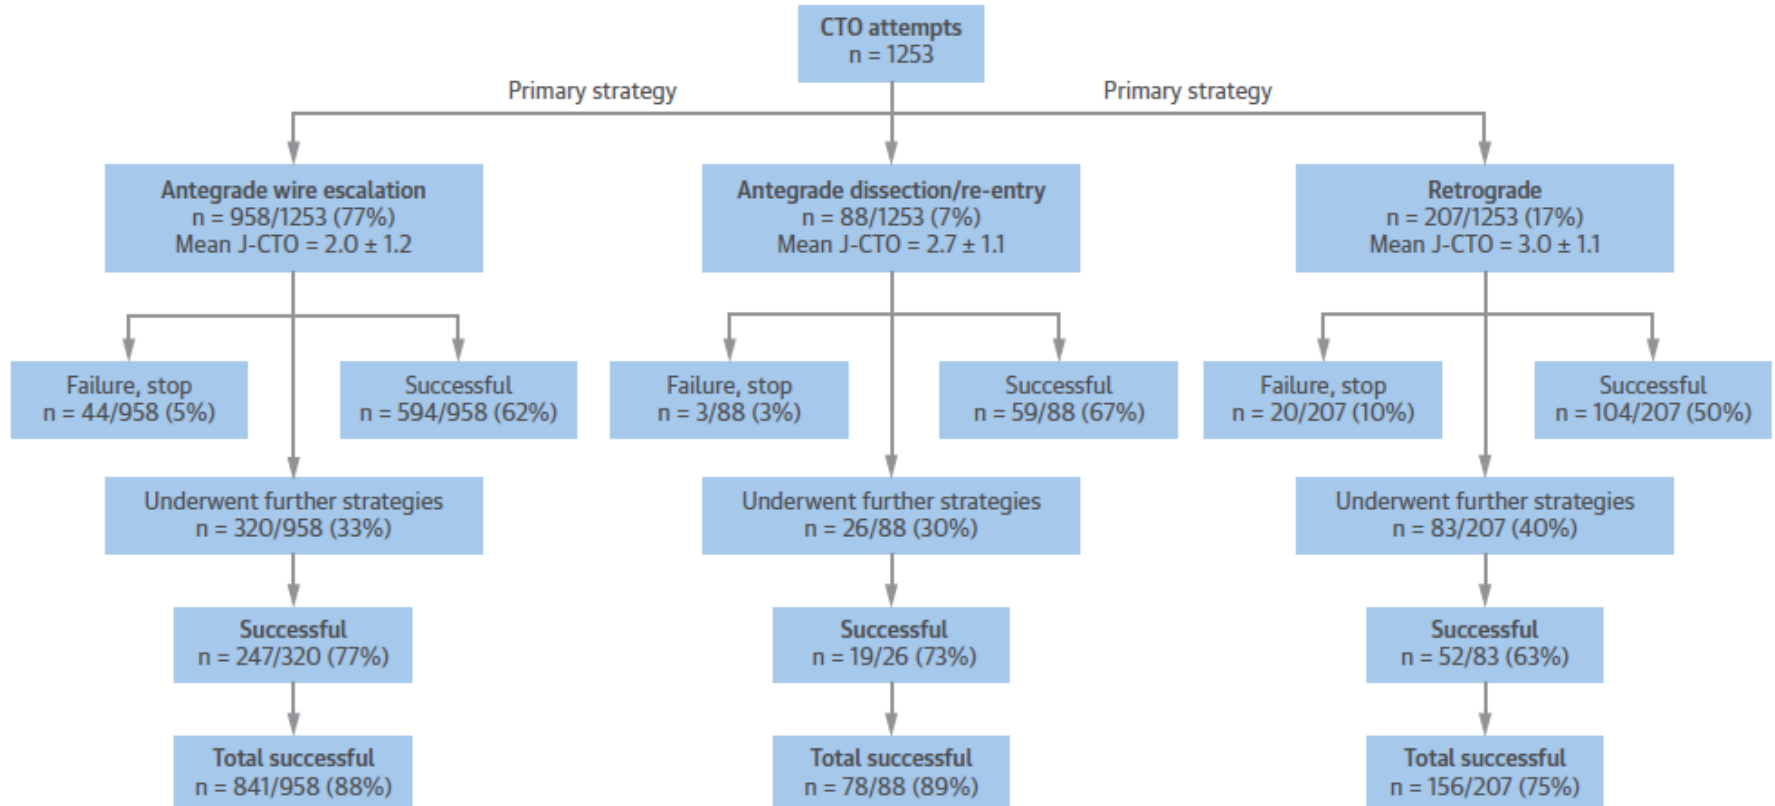 CTO attempts
n = 1253
Primary strategy
Primary strategy
Antegrade wire escalation
n = 958/1253 (77%)
Mean J-CTO = 2.0 ± 1.2
Antegrade dissection/re-entry
n = 88/1253 (7%)
Mean J-CTO = 2.7 ± 1.1
Retrograde
n = 207/1253 (17%)
Mean J-CTO = 3.0 ± 1.1
Failure, stop
n = 44/958 (5%)
Successful
n = 594/958 (62%)
Failure, stop
n = 3/88 (3%)
Successful
n = 59/88 (67%)
Failure, stop
n = 20/207 (10%)
Successful
n = 104/207 (50%)
Underwent further strategies
n = 320/958 (33%)
Underwent further strategies
n = 26/88 (30%)
Underwent further strategies
n = 83/207 (40%)
Successful
n = 247/320 (77%)
Successful
n = 19/26 (73%)
Successful
n = 52/83 (63%)
Total successful
n = 841/958 (88%)
Total successful
n = 78/88 (89%)
Total successful
n = 156/207 (75%)